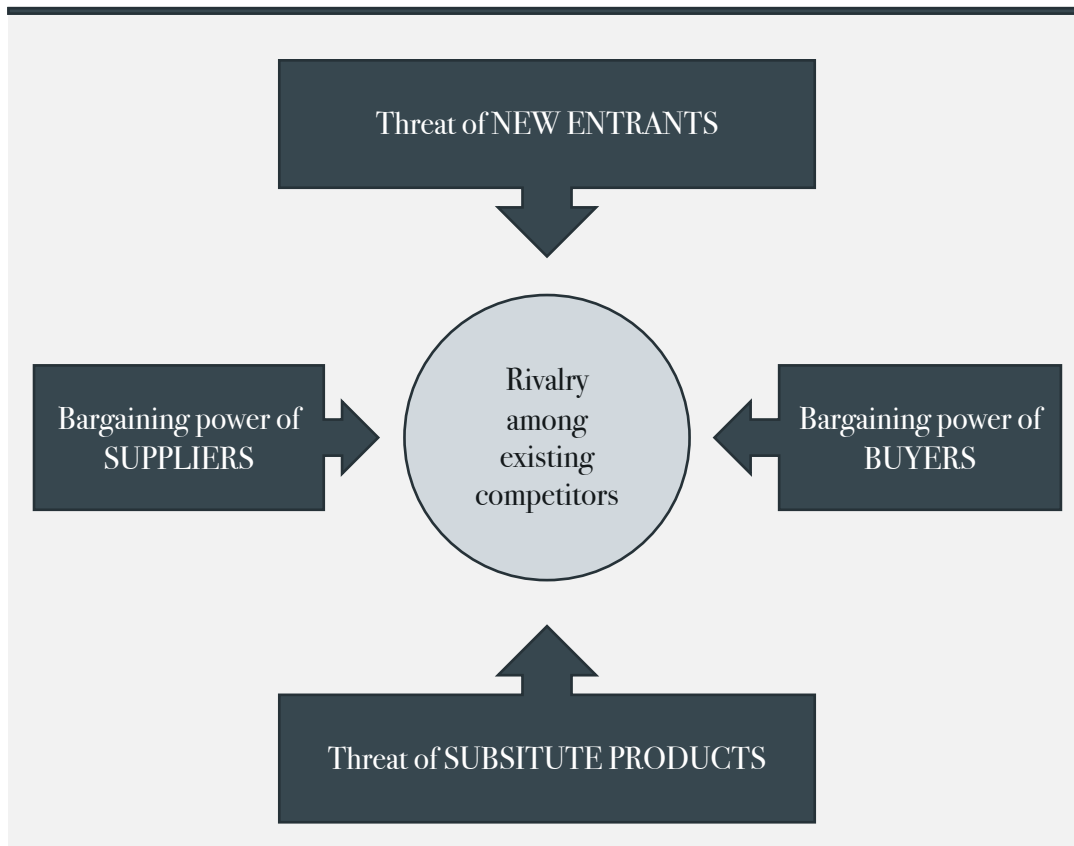 Threat of NEW ENTRANTS
Bargaining power of
SUPPLIERS
Rivalry
among
existing
competitors
Bargaining power of
BUYERS
Threat of SUBSITUTE PRODUCTS